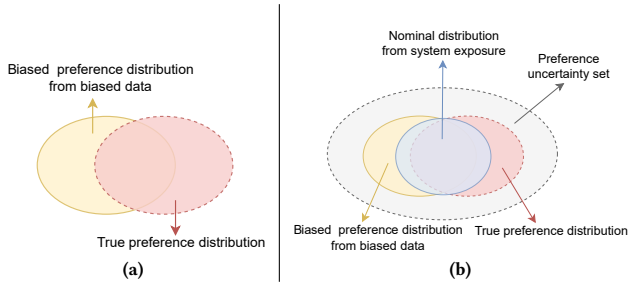 Biased preference distribution
from biased data
True preference distribution
(a)
Nominal distribution
from system exposure
Preference
uncertainty set
Biased preference distribution
from biased data
True preference distribution
(b)